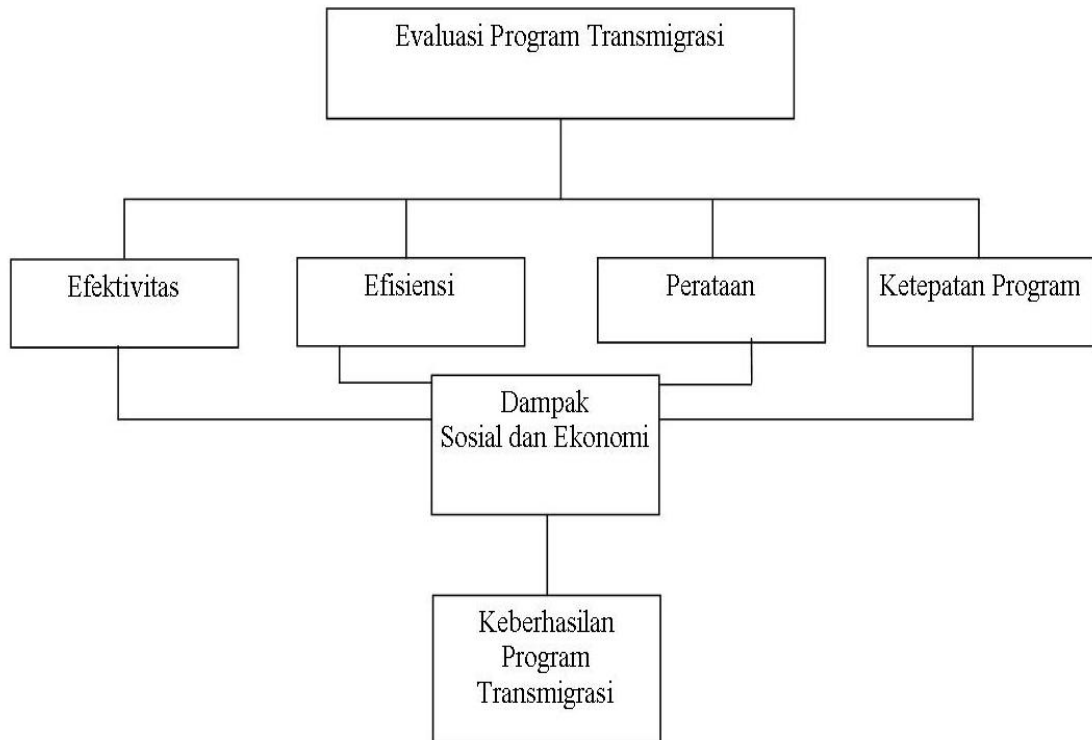 Evaluasi Program Transmigrasi
Efektivitas
Efisiensi
Perataan
Ketepatan Program
Dampak
Sosial dan Ekonomi
Keberhasilan
Program
Transmigrasi